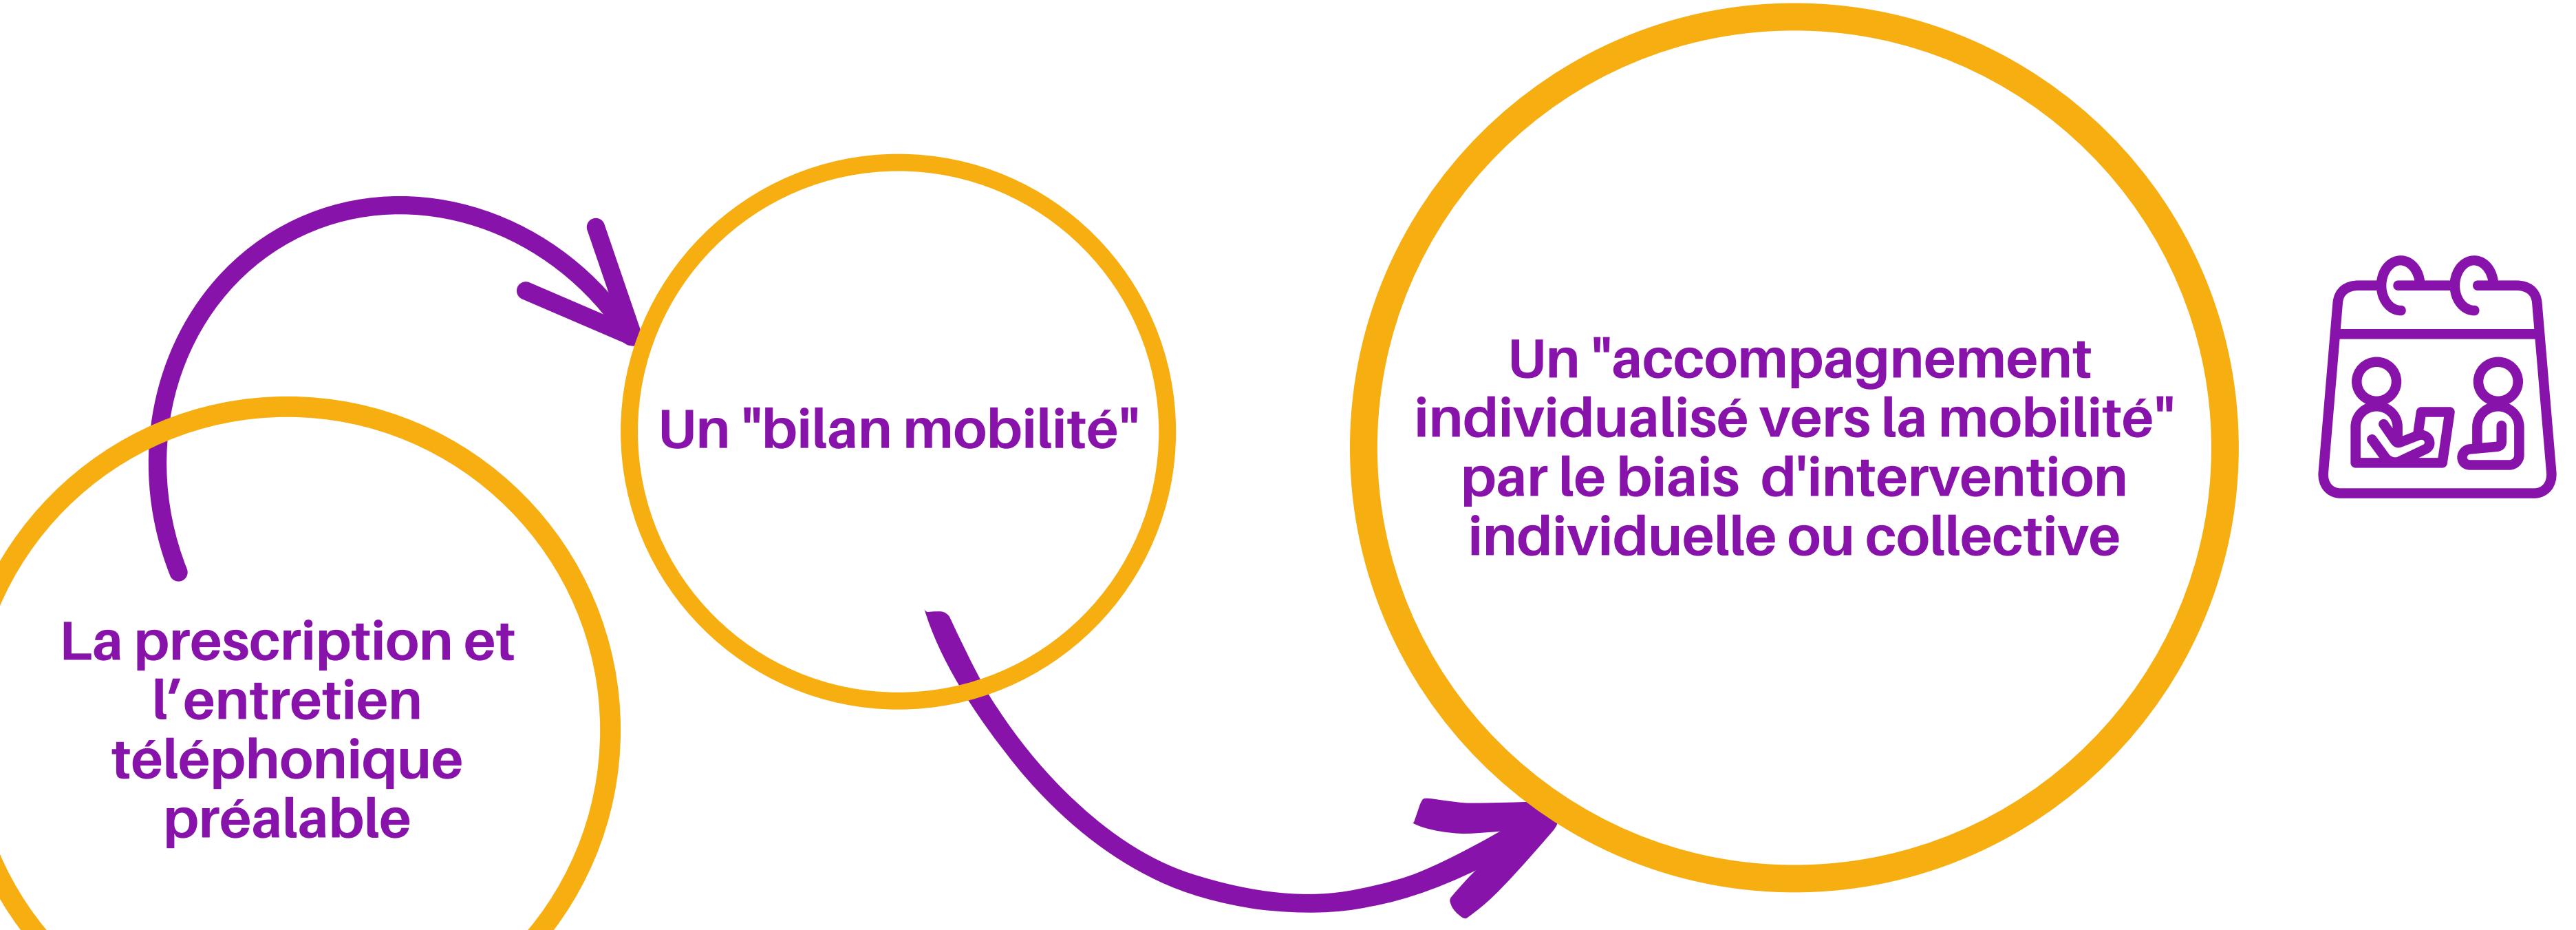 La prescription et
l’entretien
téléphonique
préalable
Un "bilan mobilité"
Un "accompagnement
individualisé vers la mobilité"
par le biais  d'intervention
individuelle ou collective